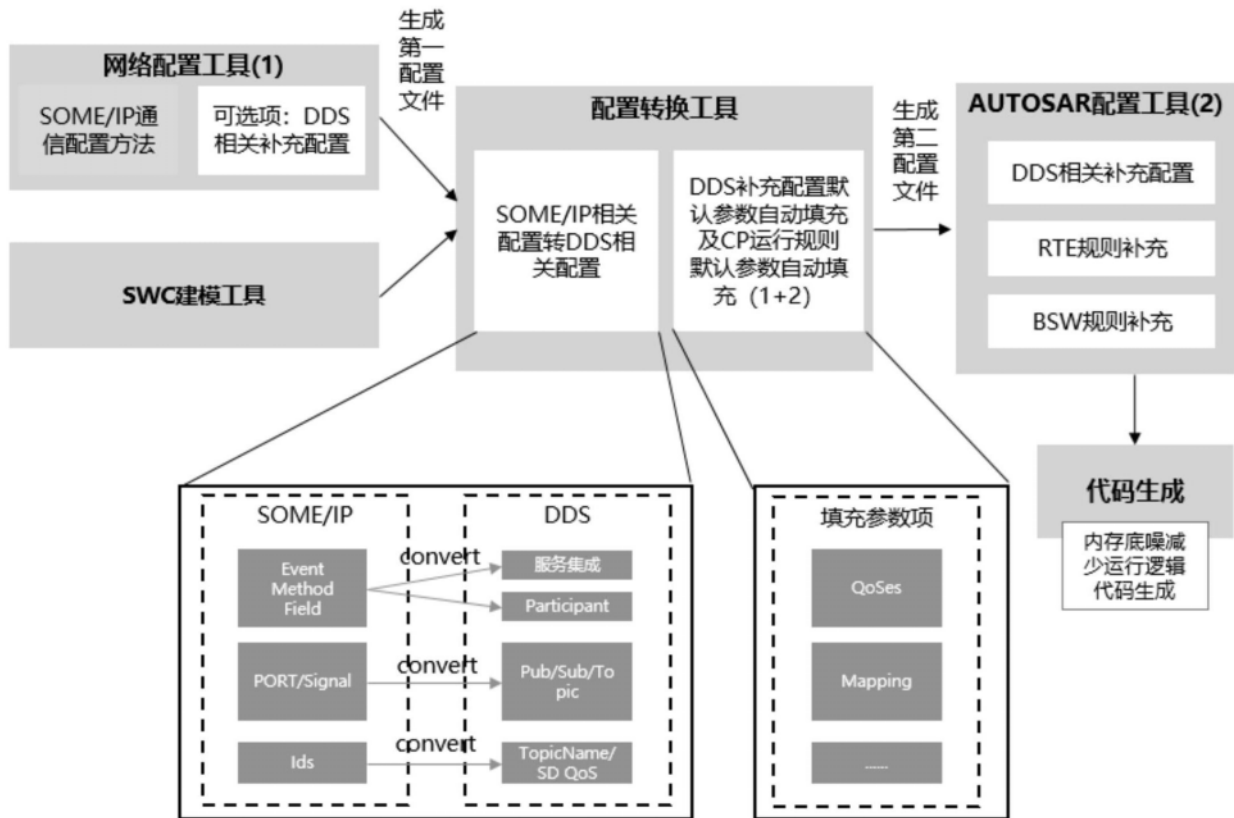 网络配置工具(1)
SOME/IP通
信配置方法
可选项：DDS
相关补充配置
SWC建模工具
生成
第一
配置
文件
配置转换工具
SOME/IP相关
配置转DDS相
关配置
DDS补充配置默
认参数自动填充
及CP运行规则
默认参数自动填
充（1+2）
生成
第二
配置
文件
AUTOSAR配置工具(2)
DDS相关补充配置
RTE规则补充
BSW规则补充
代码生成
内存底噪减
少运行逻辑
代码生成
SOME/IP
DDS
Event
Method
Field
convert
服务集成
Participant
PORT/Signal
convert
Pub/Sub/To
pic
Ids
convert
TopicName/
SD QoS
填充参数项
QoSes
Mapping
......